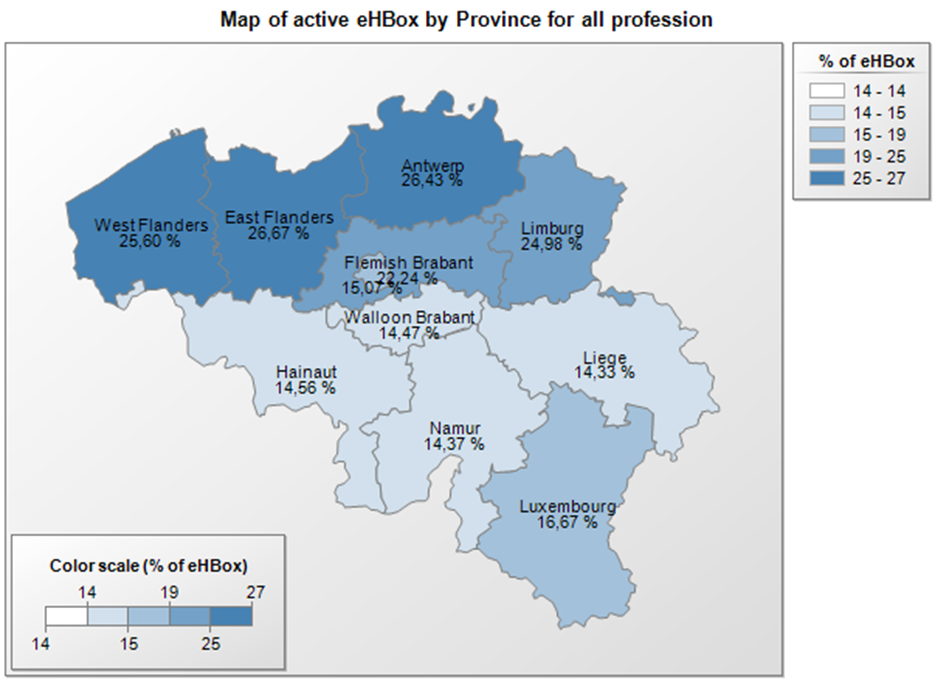 Map of active eHBox by Province for all profession
% of eHBox
14 - 14
14 - 15
15 - 19
19 - 25
25 - 27
Antwerp
26,43 %
West Flanders
25,60 %
East Flanders
26,67 %
Limburg
24,98 %
Flemish Brabant
22,24 %
15,07 %
Walloon Brabant
14,47 %
Liege
14,33 %
Hainaut
14,56 %
Namur
14,37 %
Luxembourg
16,67 %
Color scale (% of eHBox)
14 19 27
14 15 25